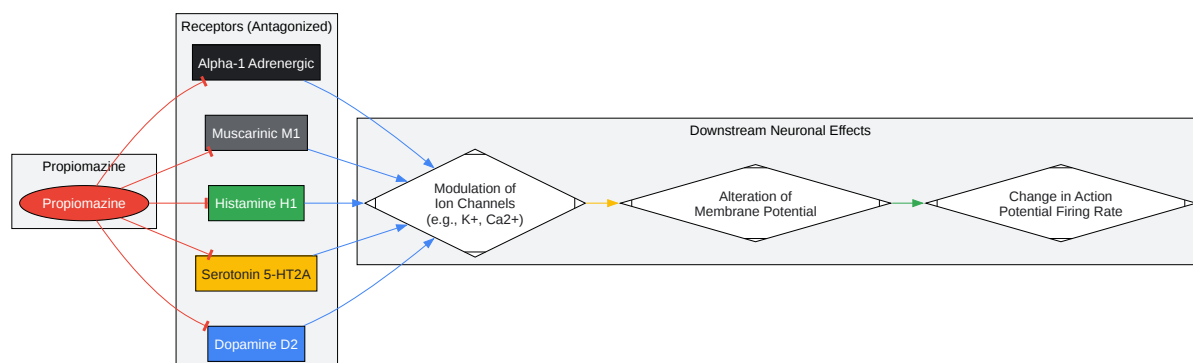 Receptors (Antagonized)
Alpha-1 Adrenergic
Muscarinic M1
Histamine H1
Serotonin 5-HT2A
Dopamine D2
Propiomazine
Propiomazine
Downstream Neuronal Effects
Modulation of
Ion Channels
(e.g., K+, Ca2+)
Alteration of
Membrane Potential
Change in Action
Potential Firing Rate